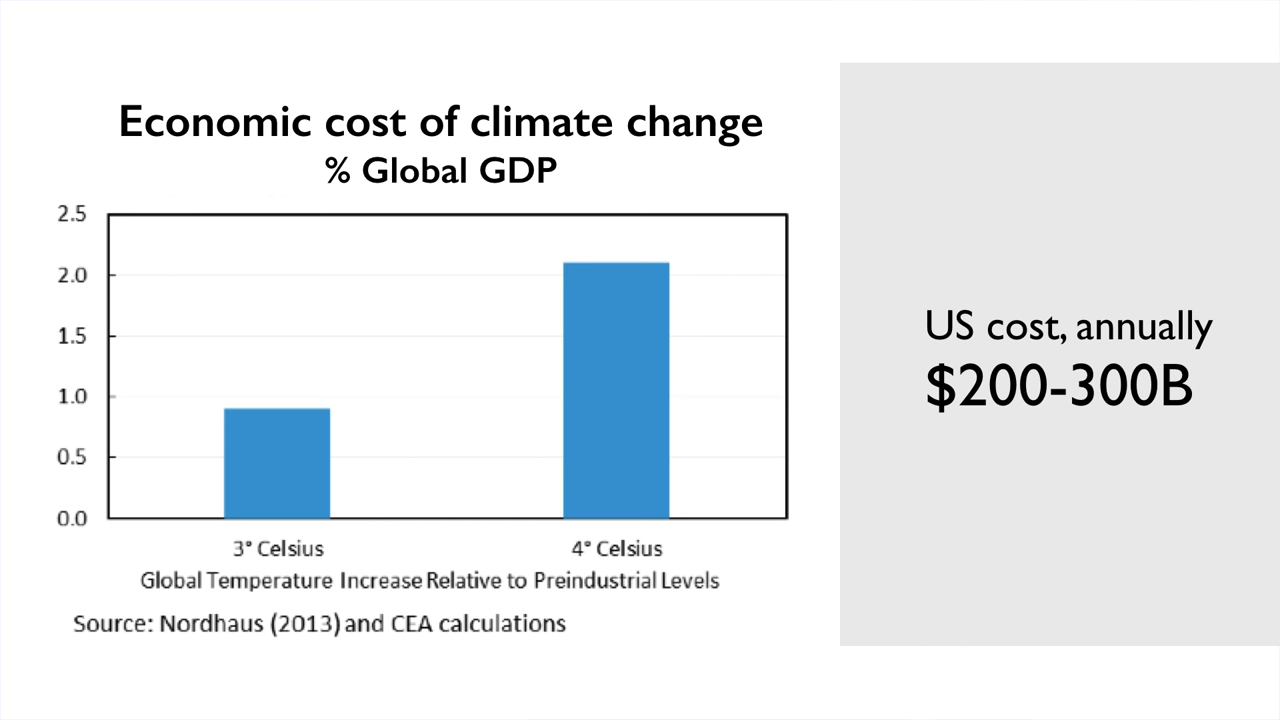 Economic cost of climate change
% Global GDP
2.5
2.0
1.5
1.0
0.5
0.0
3° Celsius 4° Celsius
Global Temperature Increase Relative to Preindustrial Levels
Source: Nordhaus (2013) and CEA calculations
US cost, annually
$200-300B